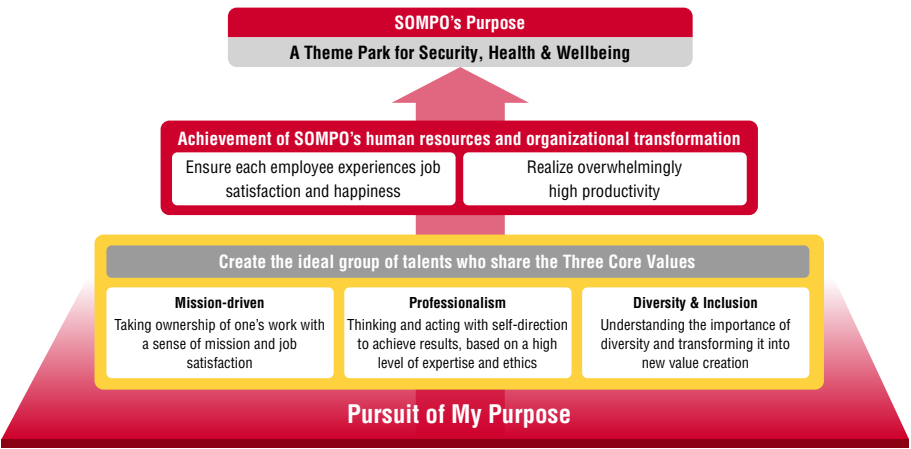 SOMPO’s Purpose
A Theme Park for Security, Health & Wellbeing
Achievement of SOMPO’s human resources and organizational transformation
Ensure each employee experiences job
satisfaction and happiness
Realize overwhelmingly
high productivity
Create the ideal group of talents who share the Three Core Values
Mission-driven
Taking ownership of one’s work with
a sense of mission and job
satisfaction
Professionalism
Thinking and acting with self-direction
to achieve results, based on a high
level of expertise and ethics
Diversity & Inclusion
Understanding the importance of
diversity and transforming it into
new value creation
Pursuit of My Purpose